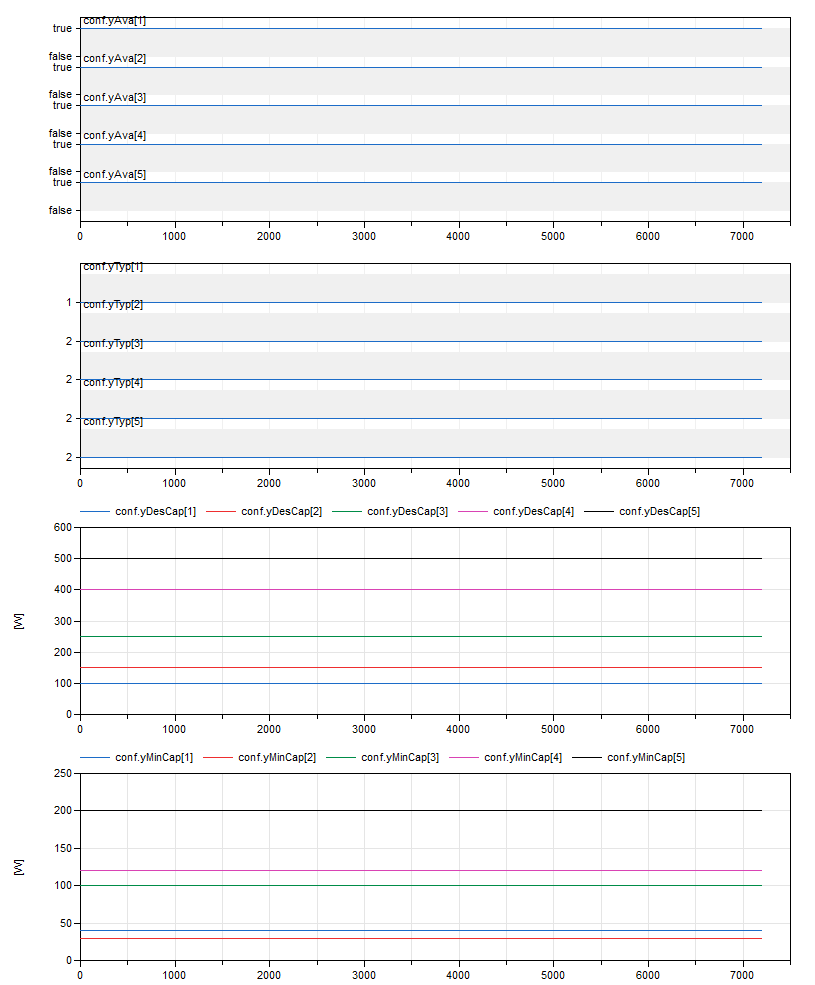 conf.yAva[1]
true
false
conf.yAva[2]
true
false
conf.yAva[3]
true
false
conf.yAva[4]
true
false
conf.yAva[5]
true
false
0 1000 2000 3000 4000 5000 6000 7000
conf.yTyp[1]
1
conf.yTyp[2]
2
conf.yTyp[3]
2
conf.yTyp[4]
2
conf.yTyp[5]
2
0 1000 2000 3000 4000 5000 6000 7000
conf.yDesCap[1] conf.yDesCap[2] conf.yDesCap[3] conf.yDesCap[4] conf.yDesCap[5]
600
500
400
300
[W]
200
100
0
0 1000 2000 3000 4000 5000 6000 7000
conf.yMinCap[1] conf.yMinCap[2] conf.yMinCap[3] conf.yMinCap[4] conf.yMinCap[5]
250
200
150
[W]
100
50
0
0 1000 2000 3000 4000 5000 6000 7000